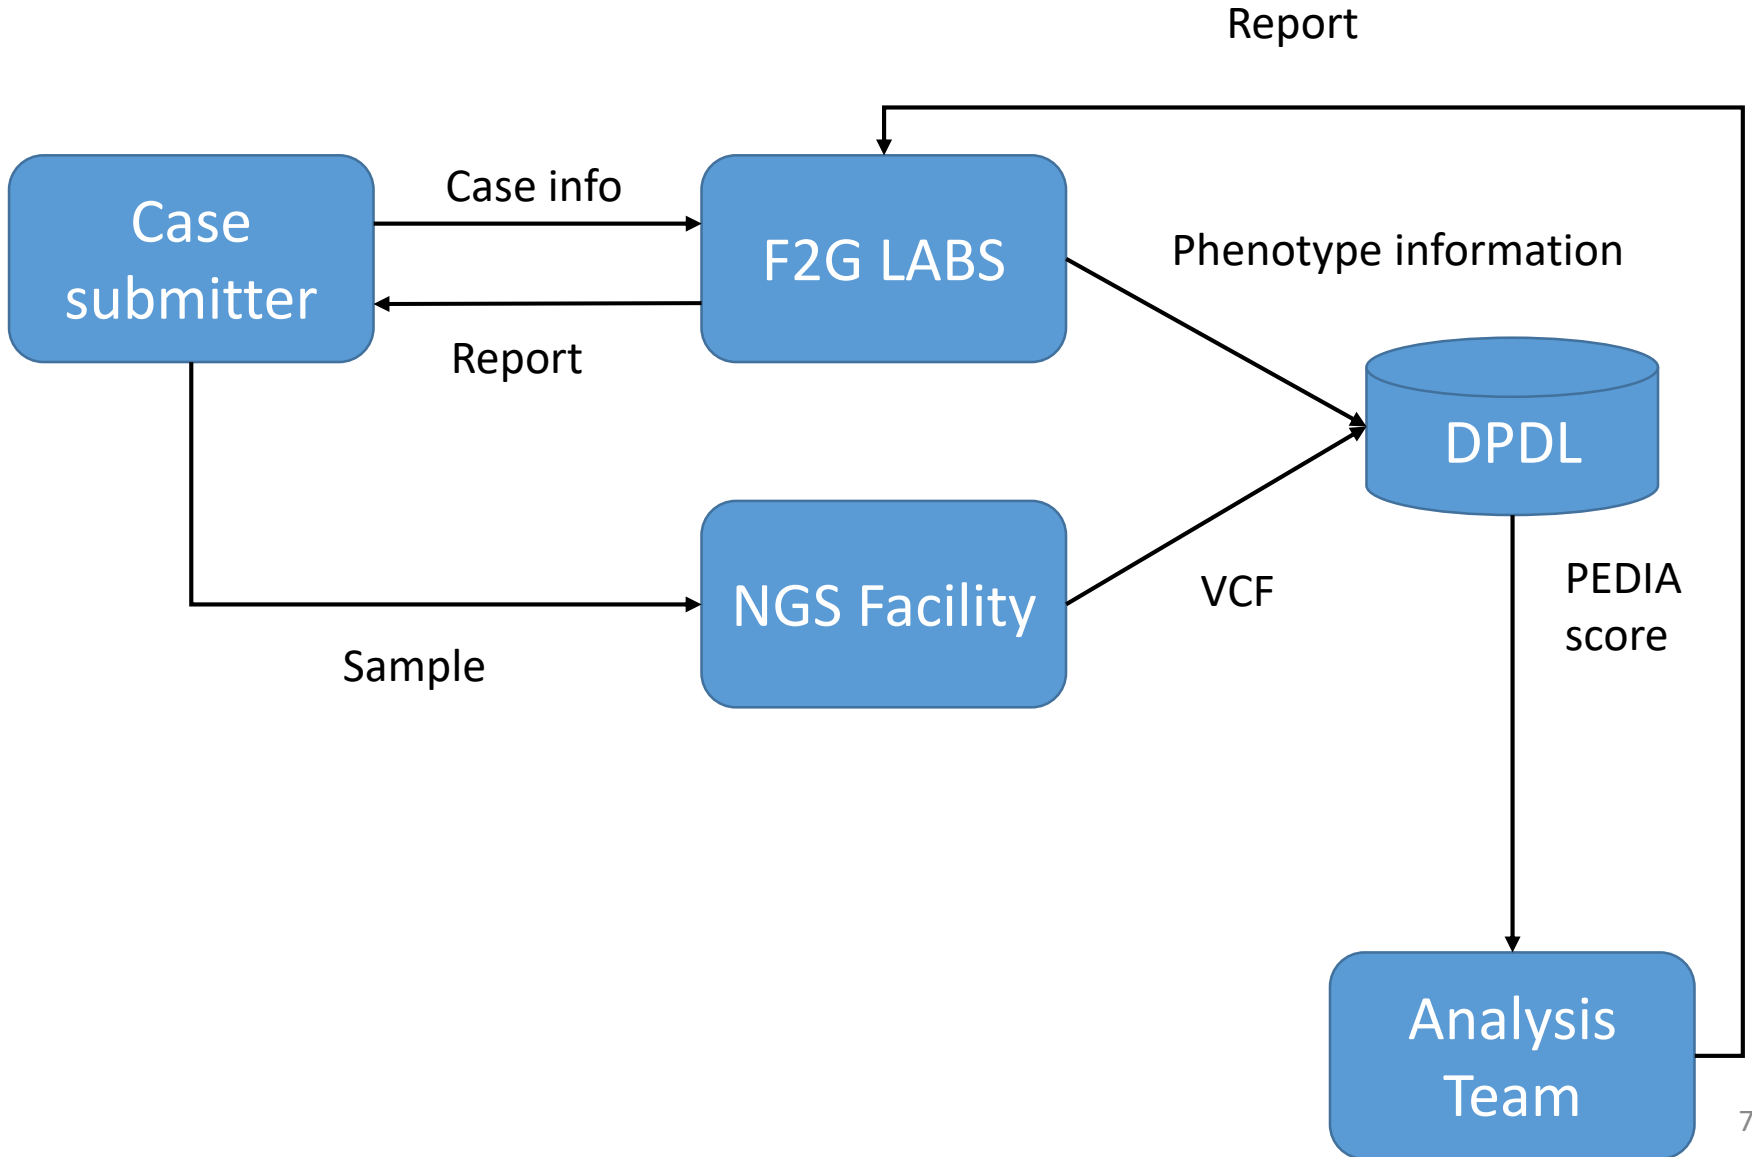 Report
Case info
Case
submitter
F2G LABS
Phenotype information
Report
DPDL
NGS Facility
VCF
PEDIA
score
Sample
Analysis
Team
7